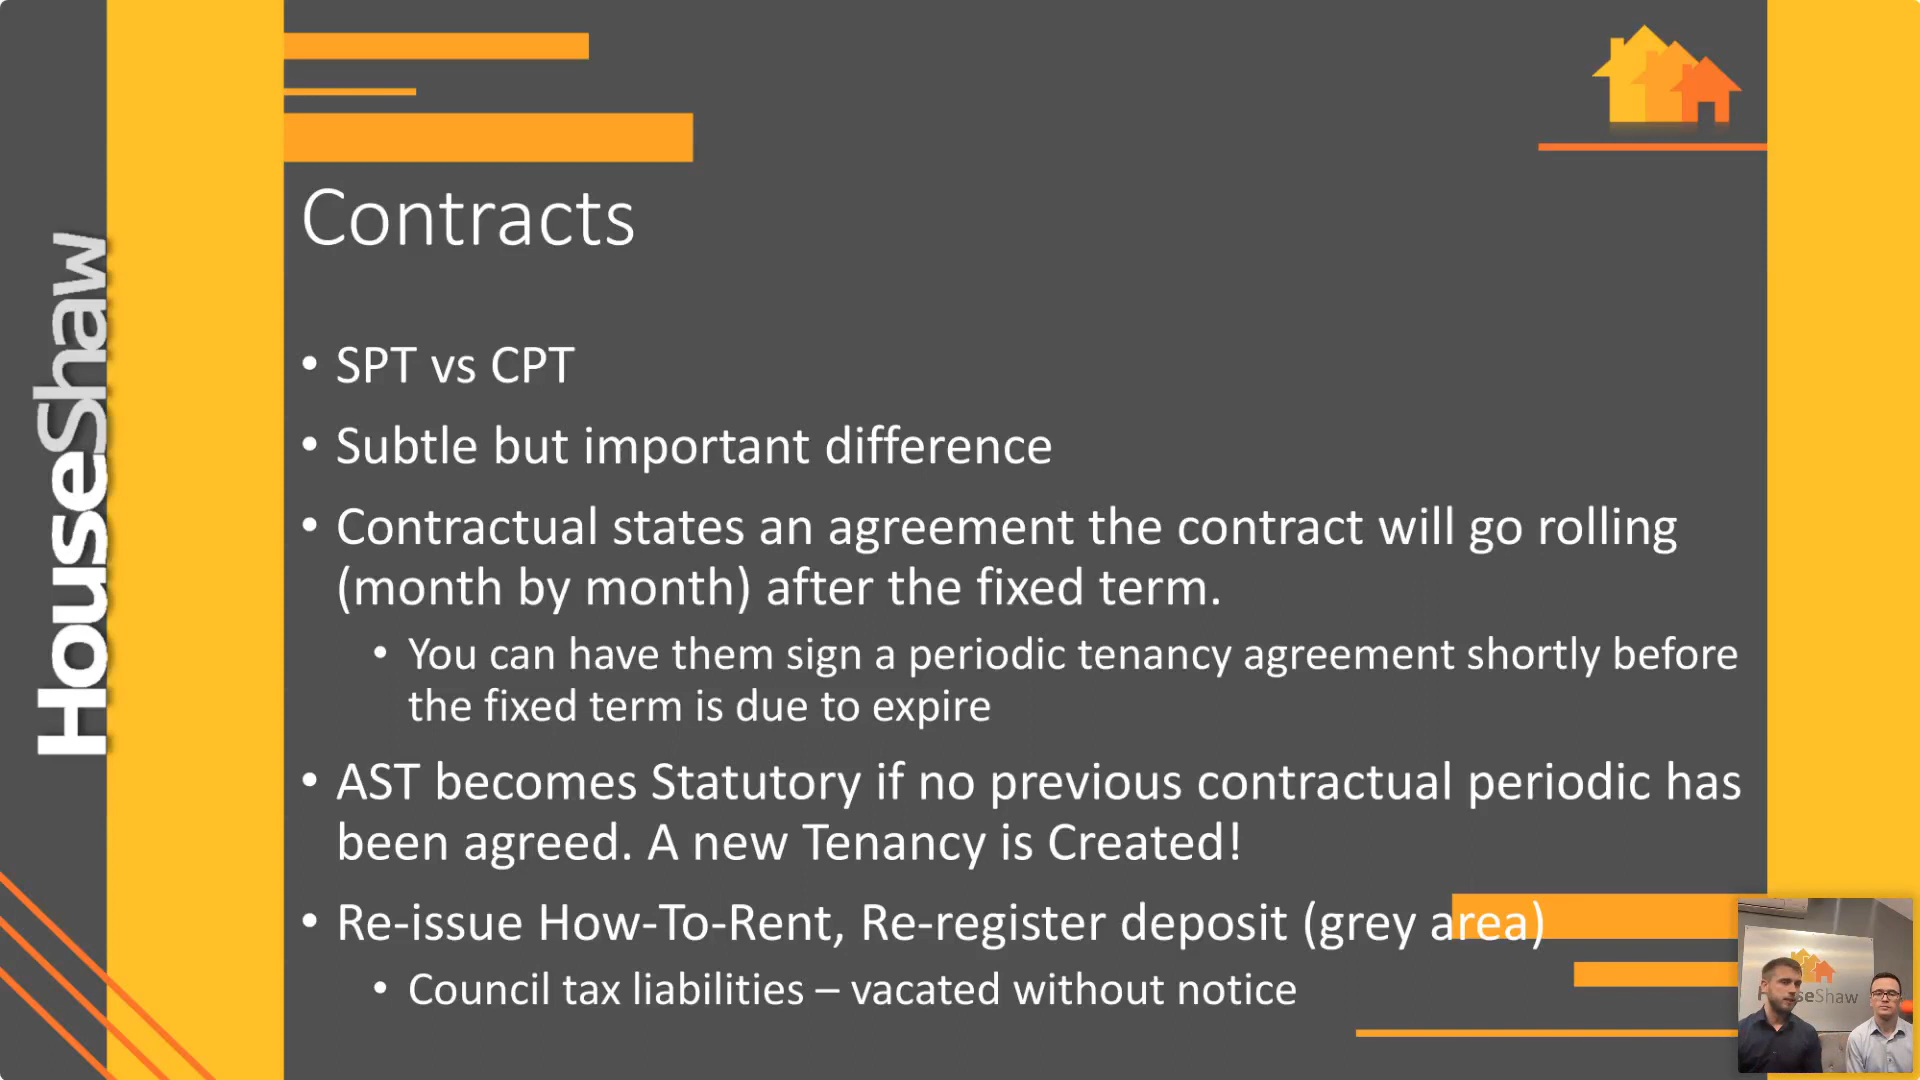 HouseShaw
Contracts
• SPT vs CPT
• Subtle but important difference
• Contractual states an agreement the contract will go rolling
(month by month) after the fixed term.
• You can have them sign a periodic tenancy agreement shortly before
the fixed term is due to expire
• AST becomes Statutory if no previous contractual periodic has
been agreed. A new Tenancy is Created!
• Re-issue How-To-Rent, Re-register deposit (grey area)
• Council tax liabilities – vacated without notice
HouseShaw